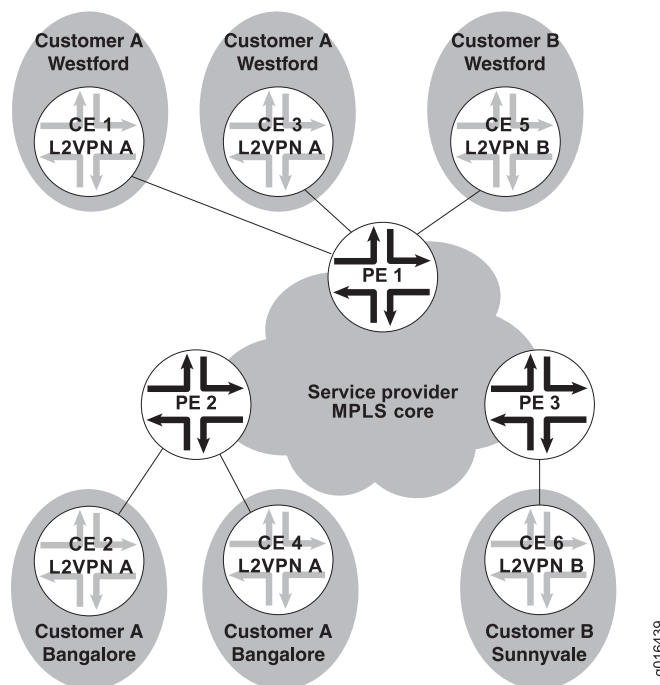 Customer A
Westford
CE 1
L2VPN A
Customer A
Westford
CE 3
L2VPN A
Customer B
Westford
CE 5
L2VPN B
PE 1
PE 2
Service provider
MPLS core
PE 3
CE 2
L2VPN A
Customer A
Bangalore
CE 4
L2VPN A
Customer A
Bangalore
CE 6
L2VPN B
Customer B
Sunnyvale
g016439